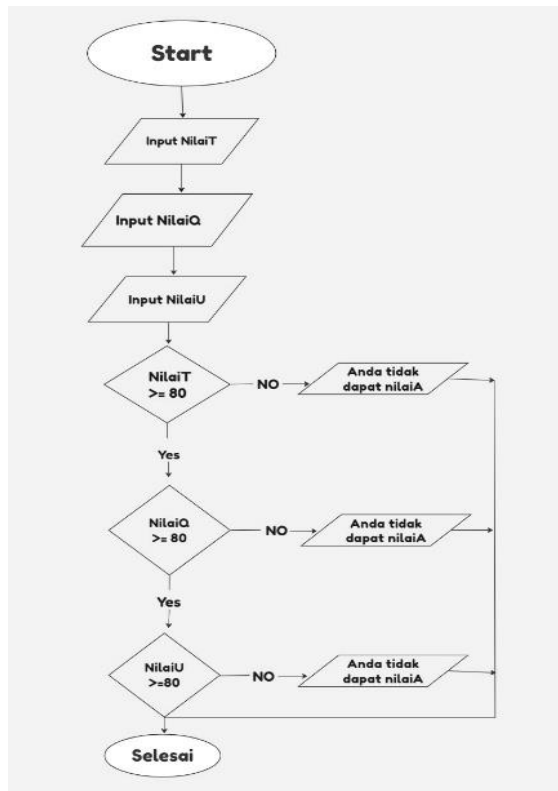 Start
Input NilaiT
Input NilaiQ
Input NilaiU
NilaiT
>= 80
NO
Anda tidak
dapat nilaiA
Yes
NilaiQ
>= 80
NO
Anda tidak
dapat nilaiA
Yes
NilaiU
>=80
NO
Anda tidak
dapat nilaiA
Selesai